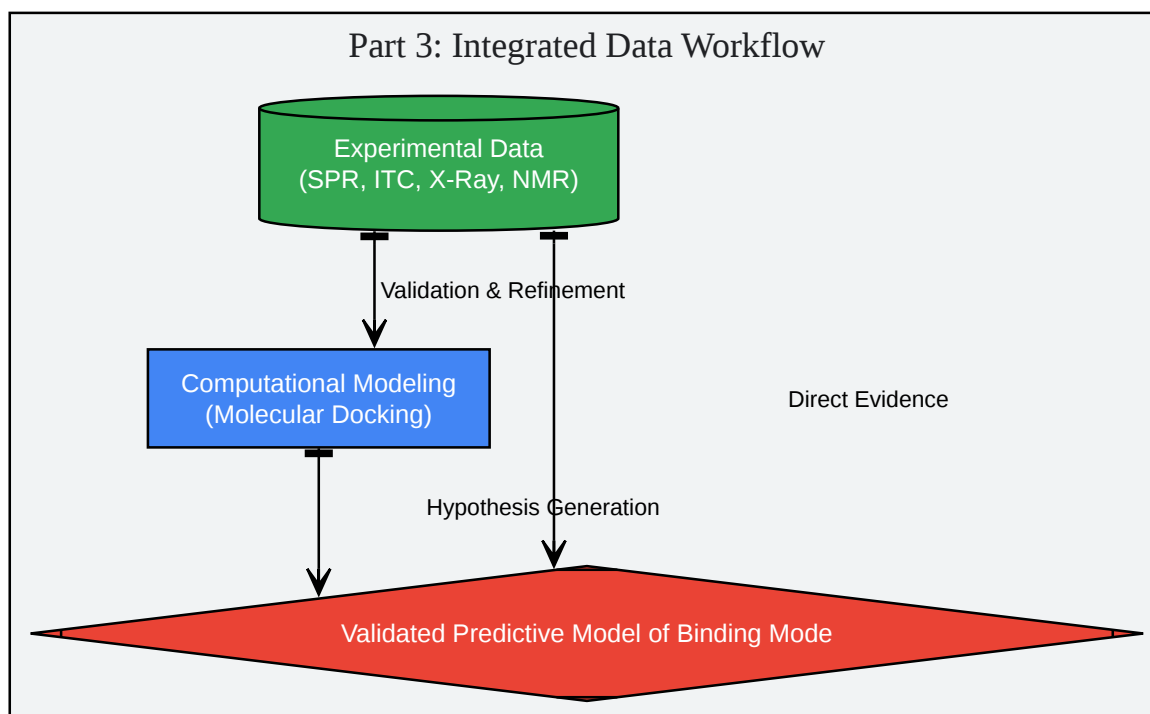 Part 3: Integrated Data Workflow
Experimental Data
(SPR, ITC, X-Ray, NMR)
Validation & Refinement
Computational Modeling
(Molecular Docking)
Direct Evidence
Hypothesis Generation
Validated Predictive Model of Binding Mode